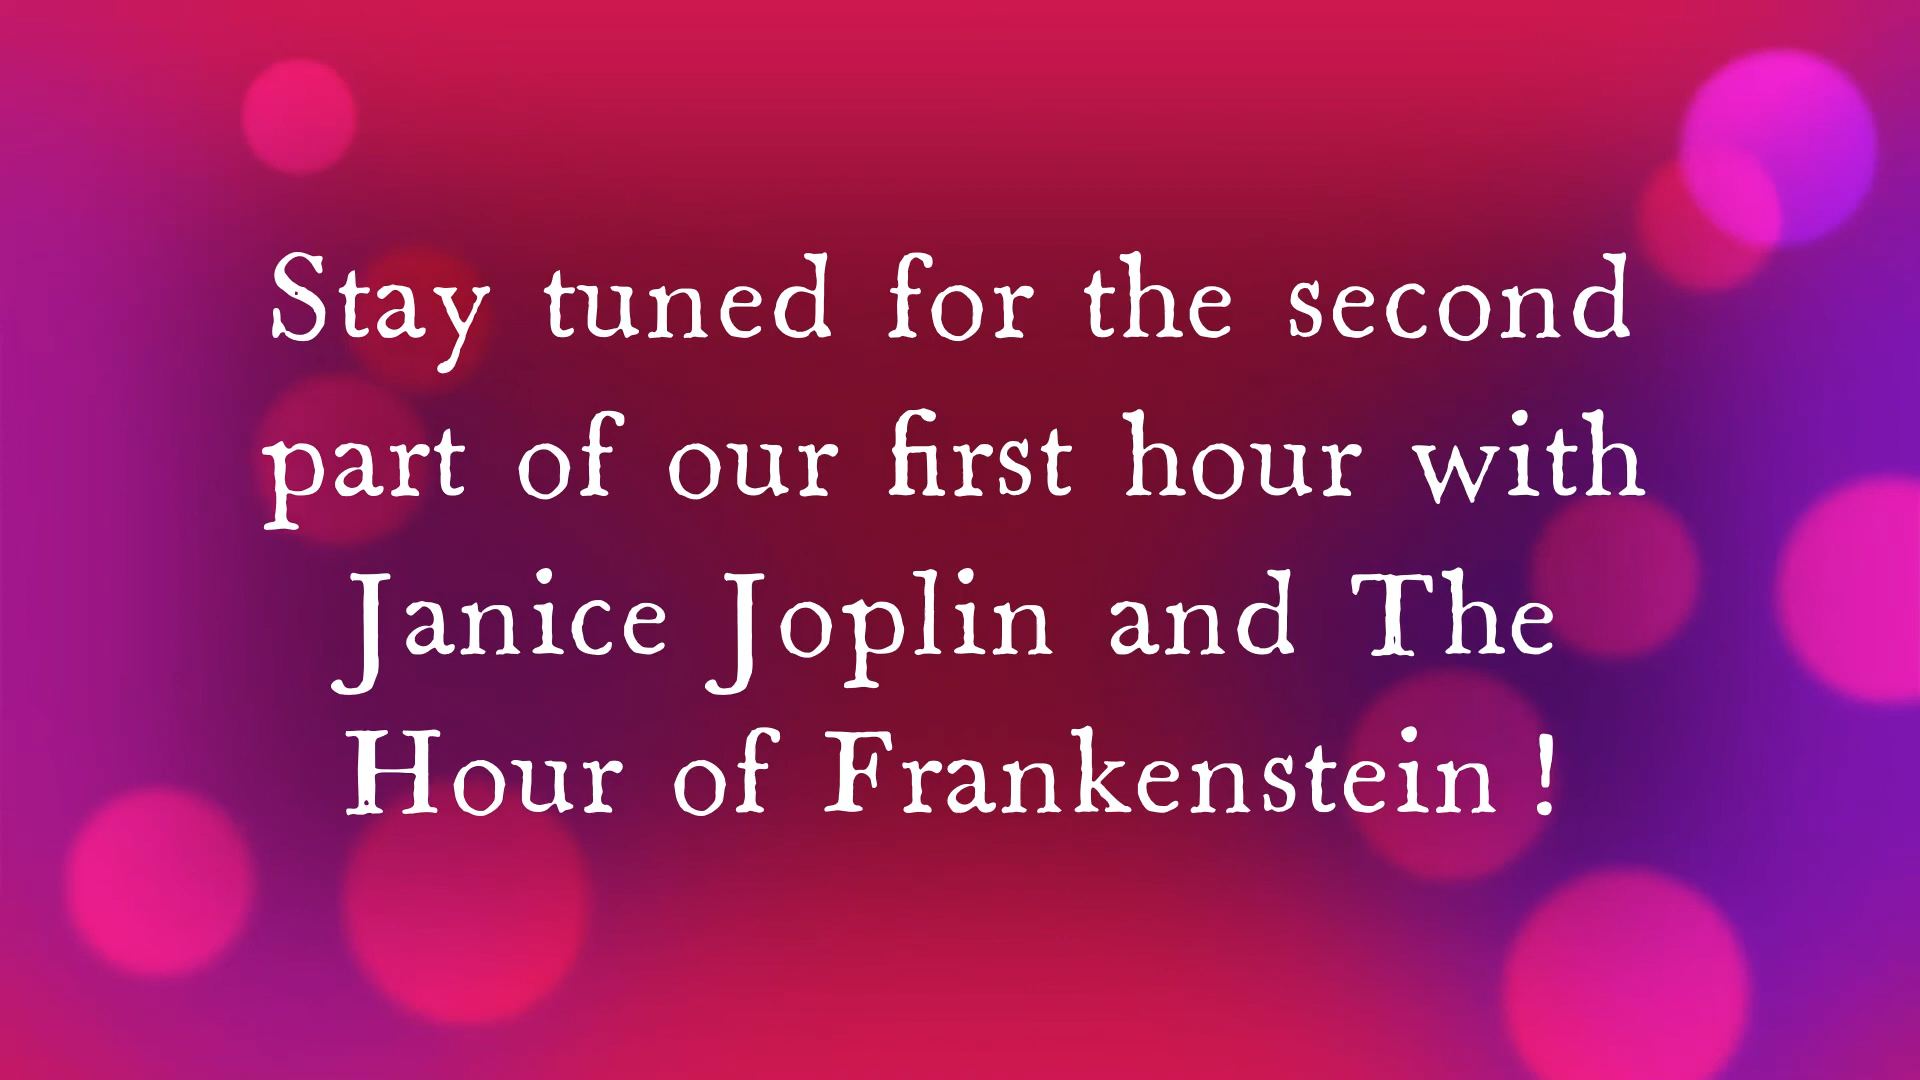 Stay tuned for the second
part of our first hour with
Janice Joplin and The
Hour of Frankenstein !